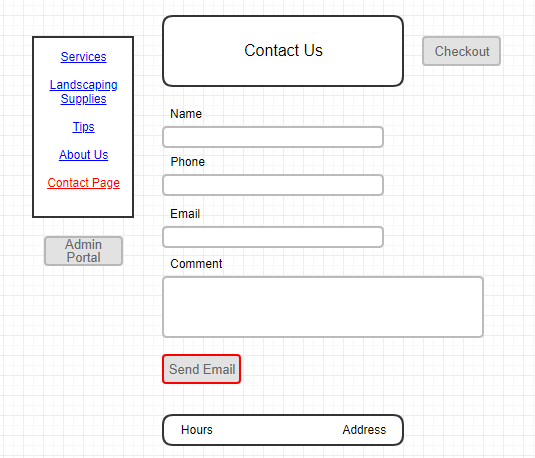 Contact Us
Checkout
Services
Landscaping
Supplies
Tips
About Us
Contact Page
Admin
Portal
Name
Phone
Email
Comment
Send Email
Hours
Address